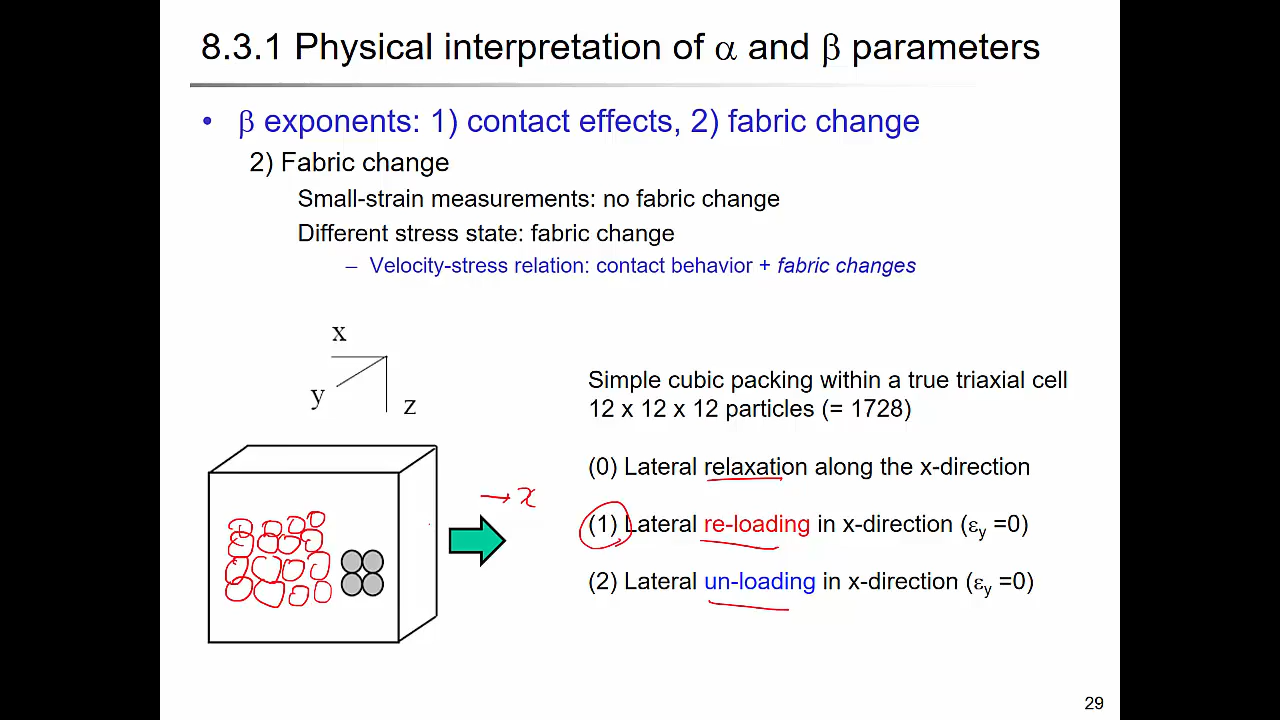 8.3.1 Physical interpretation of α and β parameters
• β exponents: 1) contact effects, 2) fabric change
2) Fabric change
Small-strain measurements: no fabric change
Different stress state: fabric change
– Velocity-stress relation: contact behavior + fabric changes
x
y
z
Simple cubic packing within a true triaxial cell
12 x 12 x 12 particles (= 1728)
(0) Lateral relaxation along the x-direction
→ x
(1) Lateral re-loading in x-direction (εy =0)
(2) Lateral un-loading in x-direction (εy =0)
29